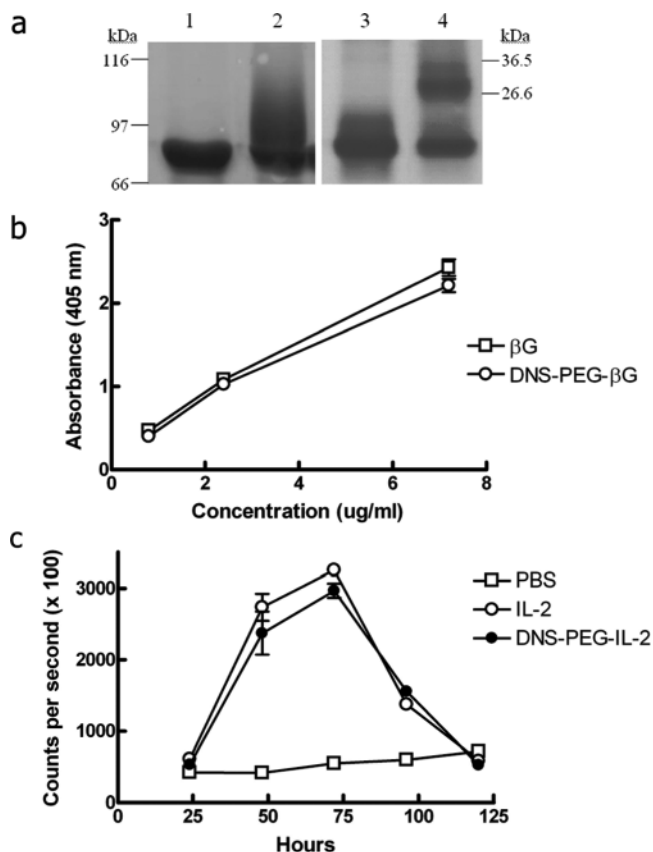 a
1 2 3 4
kDa kDa
116 36.5
26.6
97
66
b
3
2
1
0
0 2 4 6 8
Absorbance (405 nm)
Concentration (ug/ml)
βG
DNS-PEG-βG
c
3000
2000
1000
0
0 25 50 75 100 125
Counts per second (x 100)
Hours
PBS
IL-2
DNS-PEG-IL-2